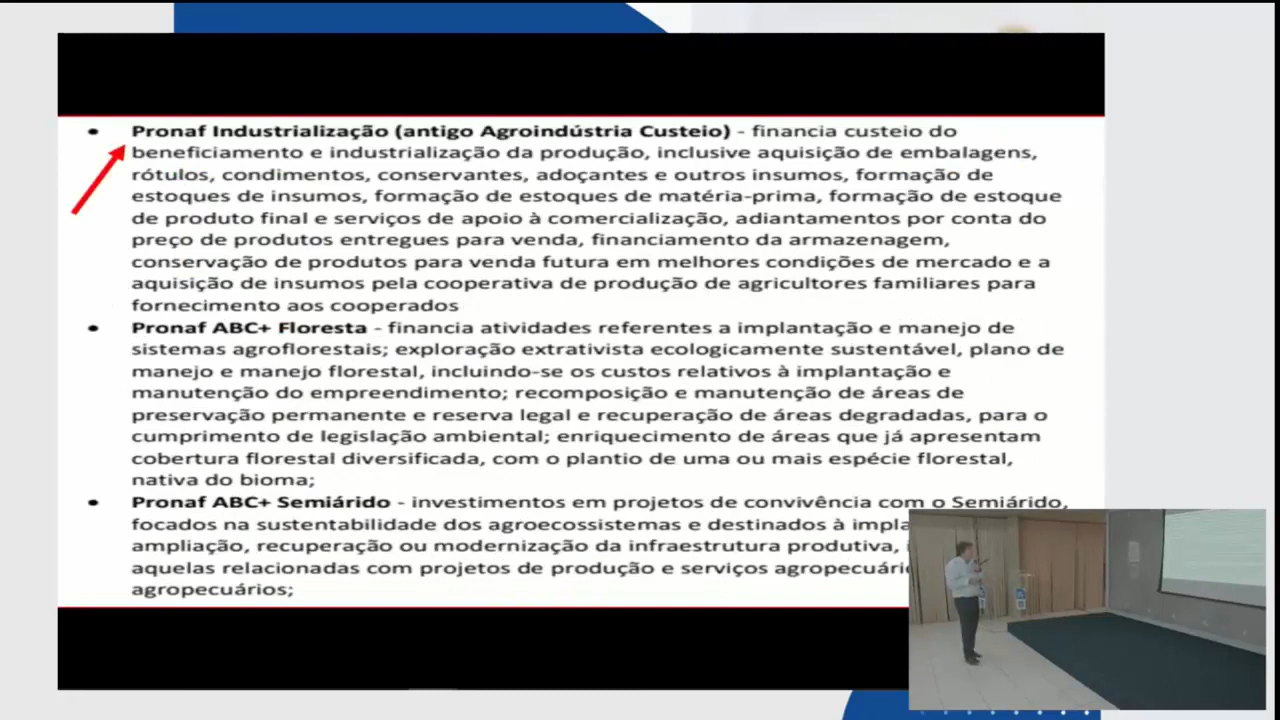 • Pronaf Industrialização (antigo Agroindústria Custeio) - financia custeio do
beneficiamento e industrialização da produção, inclusive aquisição de embalagens,
rótulos, condimentos, conservantes, adoçantes e outros insumos, formação de
estoques de insumos, formação de estoques de matéria-prima, formação de estoque
de produto final e serviços de apoio à comercialização, adiantamentos por conta do
preço de produtos entregues para venda, financiamento da armazenagem,
conservação de produtos para venda futura em melhores condições de mercado e a
aquisição de insumos pela cooperativa de produção de agricultores familiares para
fornecimento aos cooperados
• Pronaf ABC+ Floresta - financia atividades referentes a implantação e manejo de
sistemas agroflorestais; exploração extrativista ecologicamente sustentável, plano de
manejo e manejo florestal, incluindo-se os custos relativos à implantação e
manutenção do empreendimento; recomposição e manutenção de áreas de
preservação permanente e reserva legal e recuperação de áreas degradadas, para o
cumprimento de legislação ambiental; enriquecimento de áreas que já apresentam
cobertura florestal diversificada, com o plantio de uma ou mais espécie florestal,
nativa do bioma;
• Pronaf ABC+ Semiárido - investimentos em projetos de convivência com o Semiárido,
focados na sustentabilidade dos agroecossistemas e destinados à
ampliação, recuperação ou modernização da infraestrutura produtiva,
aquelas relacionadas com projetos de produção e serviços
agropecuários;